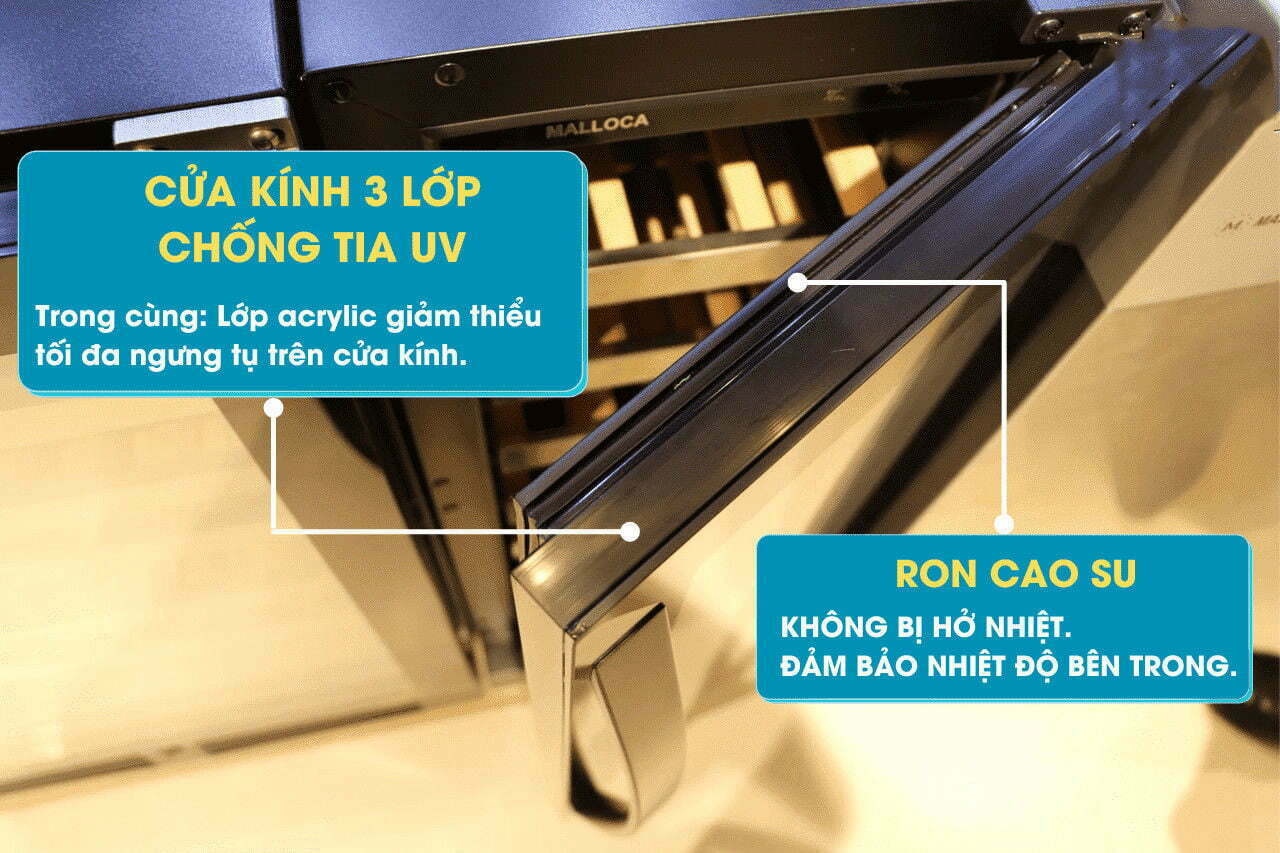 MALLOCA
CỬA KÍNH 3 LỚP
CHỐNG TIA UV
Trong cùng: Lớp acrylic giảm thiểu
tối đa ngưng tụ trên cửa kính.
RON CAO SU
KHÔNG BỊ HỞ NHIỆT.
ĐẢM BẢO NHIỆT ĐỘ BÊN TRONG.